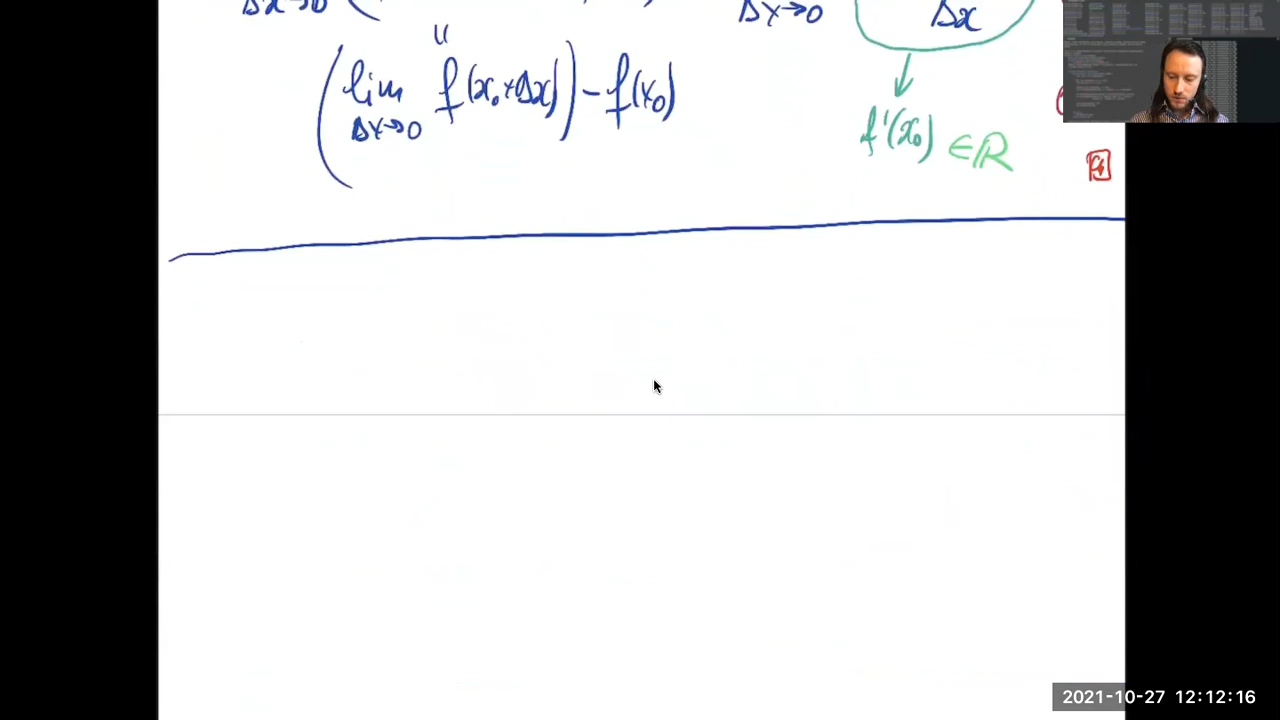 Δx→0 ( Δx→0 Δx
"
(lim f(x₀+Δx)) - f(x₀)
Δx→0
f'(x₀) ∈ ℝ
2021-10-27 12:12:16